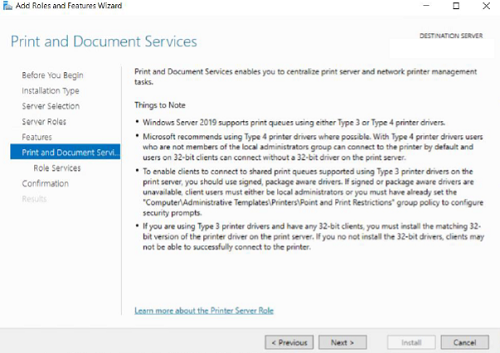 Add Roles and Features Wizard
Print and Document Services
DESTINATION SERVER
Before You Begin
Installation Type
Server Selection
Server Roles
Features
Print and Document Servi...
Role Services
Confirmation
Results
Print and Document Services enables you to centralize print server and network printer management
tasks.
Things to Note
• Windows Server 2019 supports print queues using either Type 3 or Type 4 printer drivers.
• Microsoft recommends using Type 4 printer drivers where possible. With Type 4 printer drivers users
who are not members of the local administrators group can connect to the printer by default and
users on 32-bit clients can connect without a 32-bit driver on the print server.
• To enable clients to connect to shared print queues supported using Type 3 printer drivers on the
print server, you should use signed, package aware drivers. If signed or package aware drivers are
unavailable, client users must either be local administrators or you must have already set the
"Computer\Administrative Templates\Printers\Point and Print Restrictions" group policy to configure
security prompts.
• If you are using Type 3 printer drivers and have any 32-bit clients, you must install the matching 32-
bit version of the printer driver on the print server. If you no not install the 32-bit drivers, clients may
not be able to successfully connect to the printer.
Learn more about the Printer Server Role
< Previous
Next >
Install
Cancel